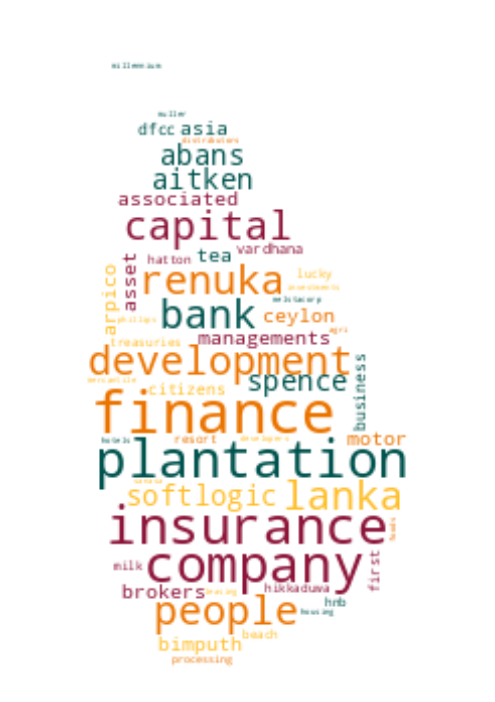 millennium
muller
dfcc asia
distributors
abans
aitken
associated
capital
vardhana
hatton tea
asset
arpico
renuka lucky
investments
melstacorp
bank ceylon
phillips
agri
treasuries managements
development
mercantile
citizens spence
business
finance
hotels resort developers motor
plantation
softlogic lanka
insurance
foods
milk company
first
brokers leasing hikkaduwa
people hnb
housing
beach
bimputh
processing